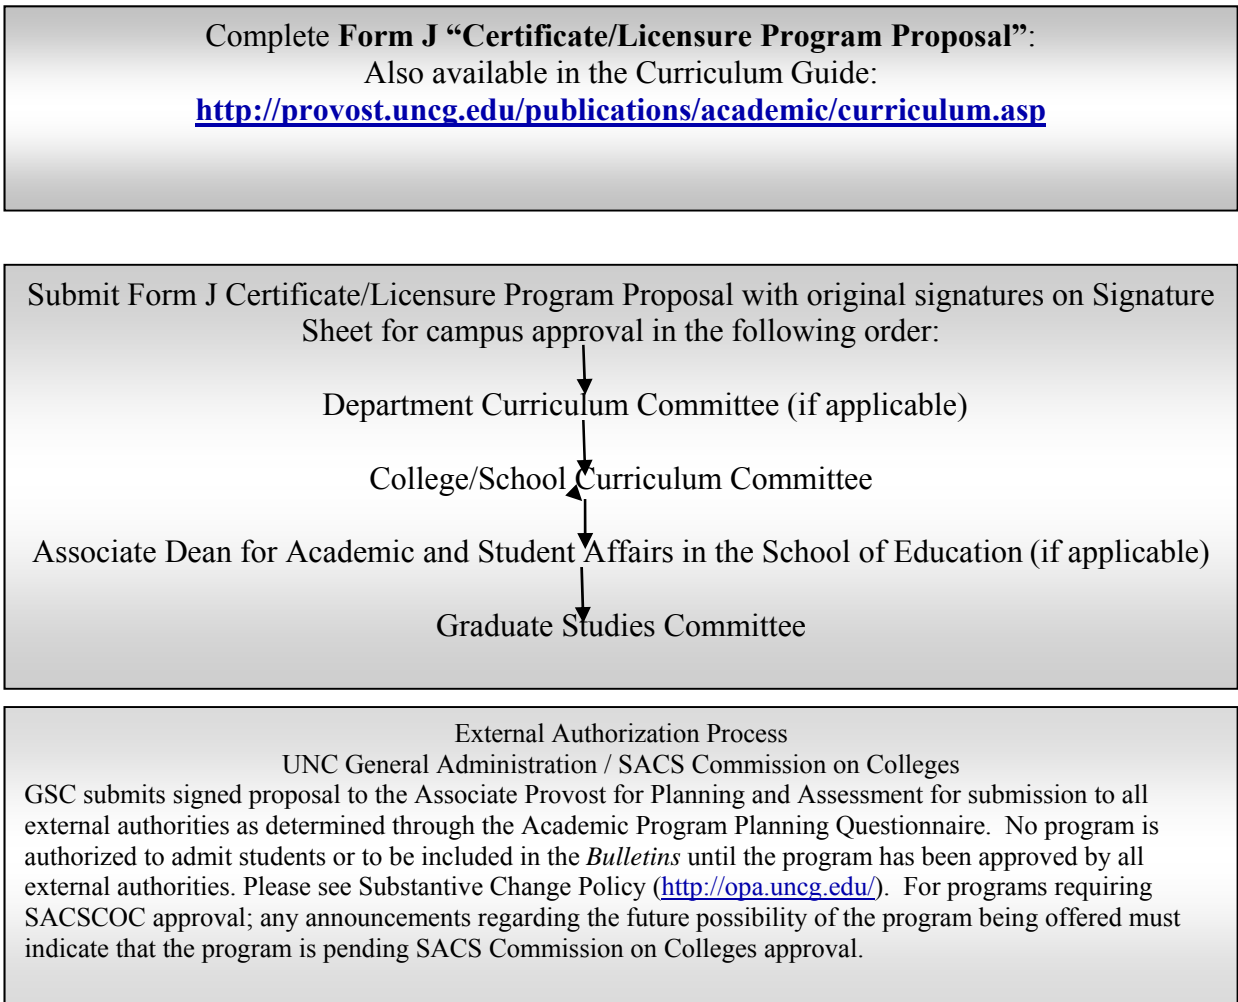 Complete Form J “Certificate/Licensure Program Proposal”:
Also available in the Curriculum Guide:
http://provost.uncg.edu/publications/academic/curriculum.asp
Submit Form J Certificate/Licensure Program Proposal with original signatures on Signature
Sheet for campus approval in the following order:
Department Curriculum Committee (if applicable)
College/School Curriculum Committee
Associate Dean for Academic and Student Affairs in the School of Education (if applicable)
Graduate Studies Committee
External Authorization Process
UNC General Administration / SACS Commission on Colleges
GSC submits signed proposal to the Associate Provost for Planning and Assessment for submission to all
external authorities as determined through the Academic Program Planning Questionnaire.  No program is
authorized to admit students or to be included in the Bulletins until the program has been approved by all
external authorities. Please see Substantive Change Policy (http://opa.uncg.edu/).  For programs requiring
SACSCOC approval; any announcements regarding the future possibility of the program being offered must
indicate that the program is pending SACS Commission on Colleges approval.